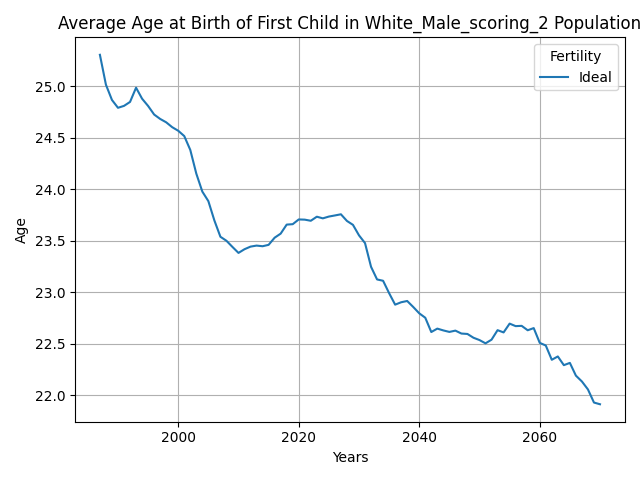 Average Age at Birth of First Child in White_Male_scoring_2 Population
Fertility
Ideal
Age
25.0
24.5
24.0
23.5
23.0
22.5
22.0
2000 2020 2040 2060
Years